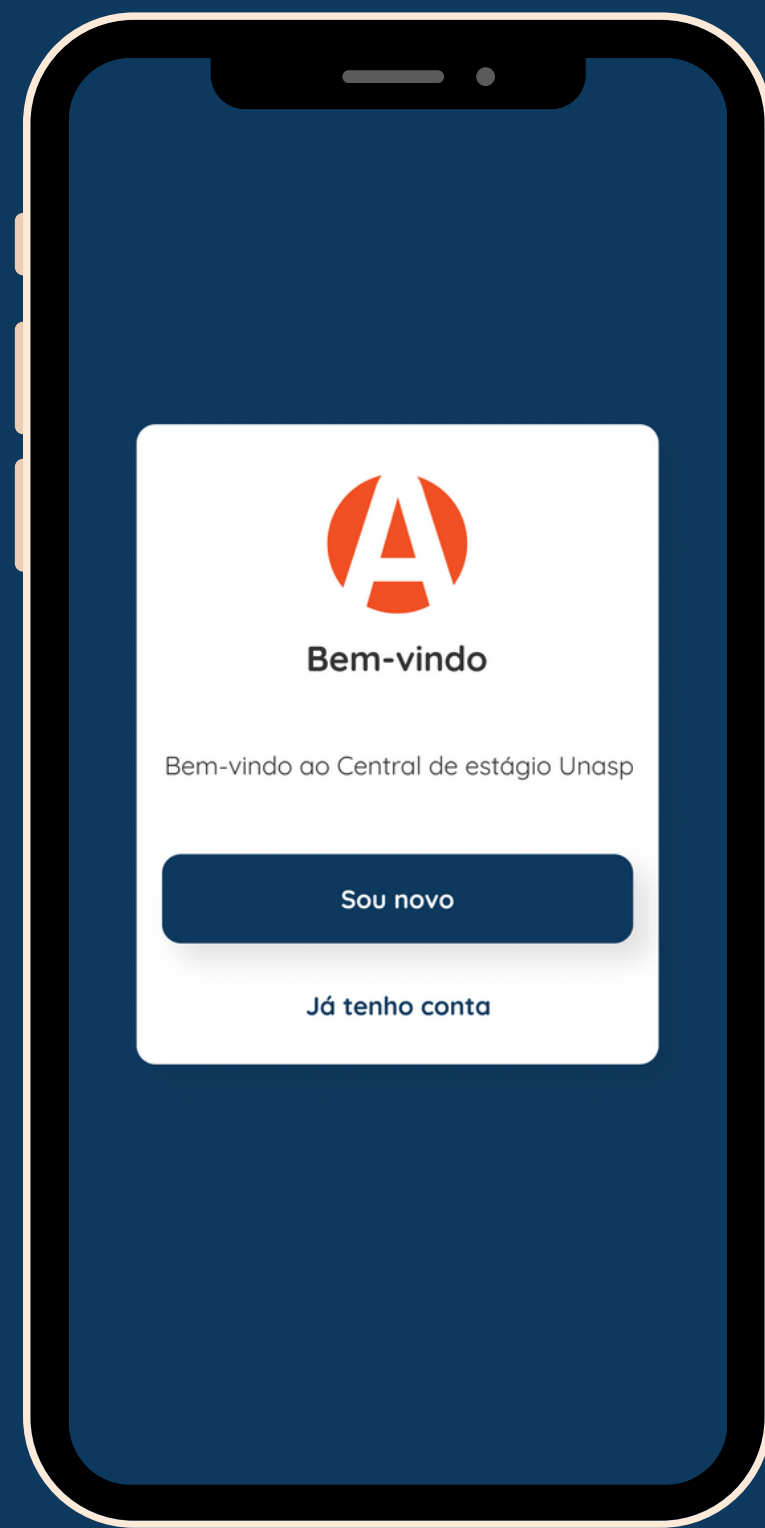 A
Bem-vindo
Bem-vindo ao Central de estágio Unasp
Sou novo
Já tenho conta